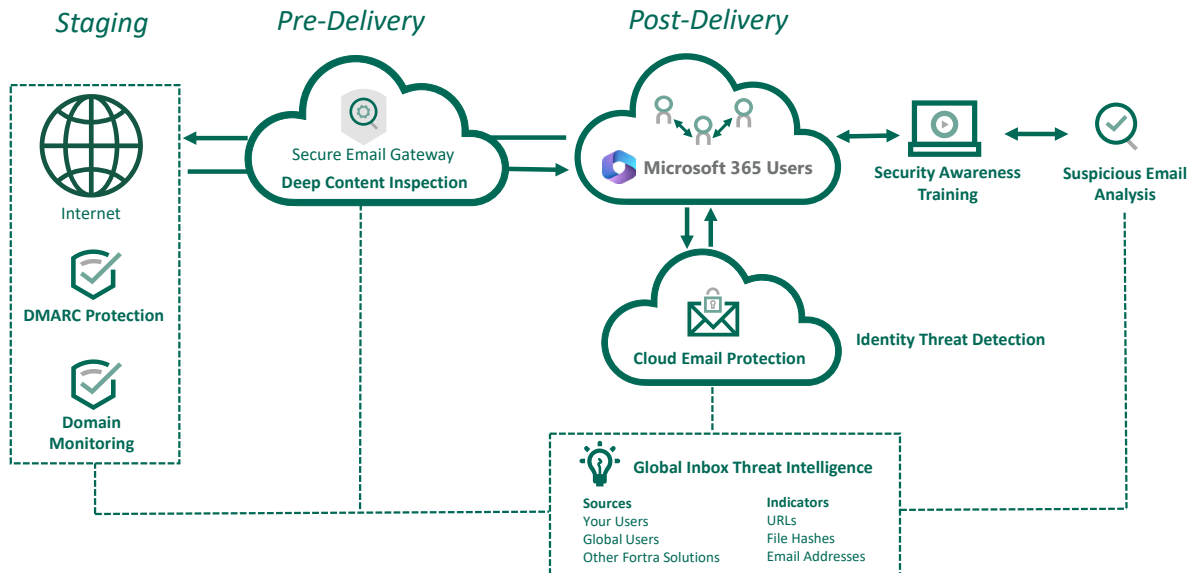 Staging
Pre-Delivery
Post-Delivery
Internet
DMARC Protection
Domain
Monitoring
Secure Email Gateway
Deep Content Inspection
Microsoft 365 Users
Security Awareness
Training
Suspicious Email
Analysis
Cloud Email Protection
Identity Threat Detection
Global Inbox Threat Intelligence
Sources
Your Users
Global Users
Other Fortra Solutions
Indicators
URLs
File Hashes
Email Addresses